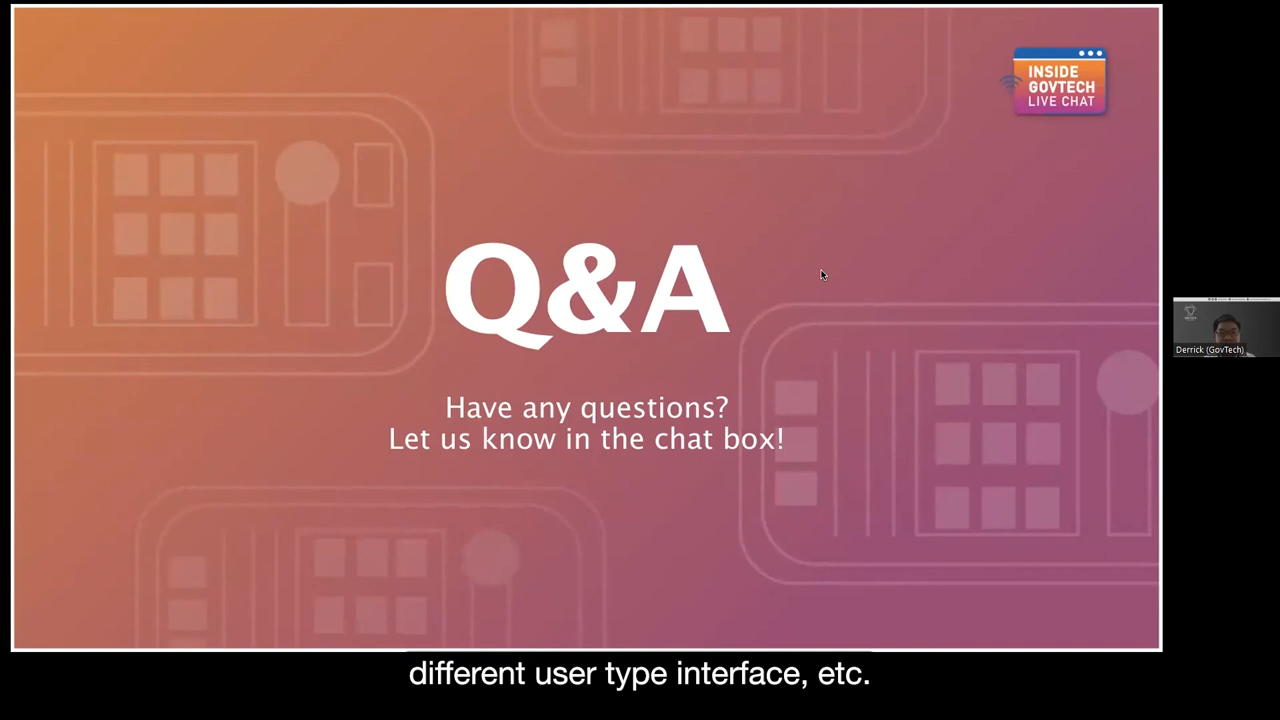 INSIDE
GOVTECH
LIVE CHAT
Q&A
Have any questions?
Let us know in the chat box!
Derrick (GovTech)
different user type interface, etc.